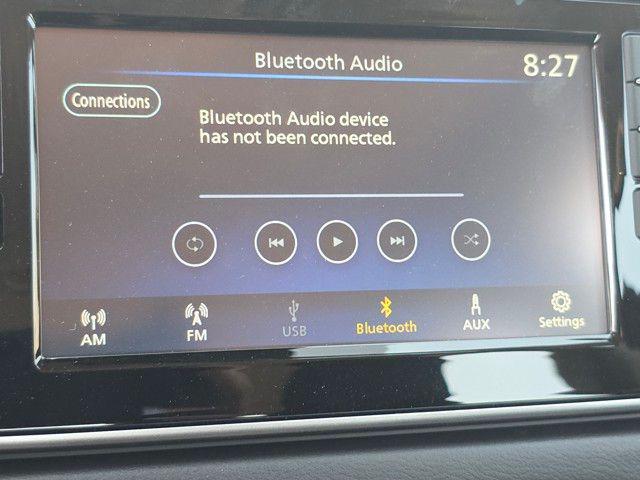 Bluetooth Audio
8:27
Connections
Bluetooth Audio device
has not been connected.
AM
FM
USB
Bluetooth
AUX
Settings